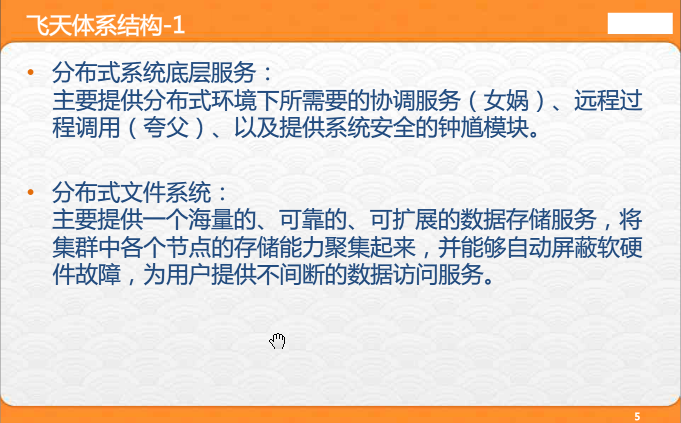 飞天体系结构-1
• 分布式系统底层服务：
主要提供分布式环境下所需要的协调服务（女娲）、远程过
程调用（夸父）、以及提供系统安全的钟馗模块。
• 分布式文件系统：
主要提供一个海量的、可靠的、可扩展的数据存储服务，将
集群中各个节点的存储能力聚集起来，并能够自动屏蔽软硬
件故障，为用户提供不间断的数据访问服务。
5